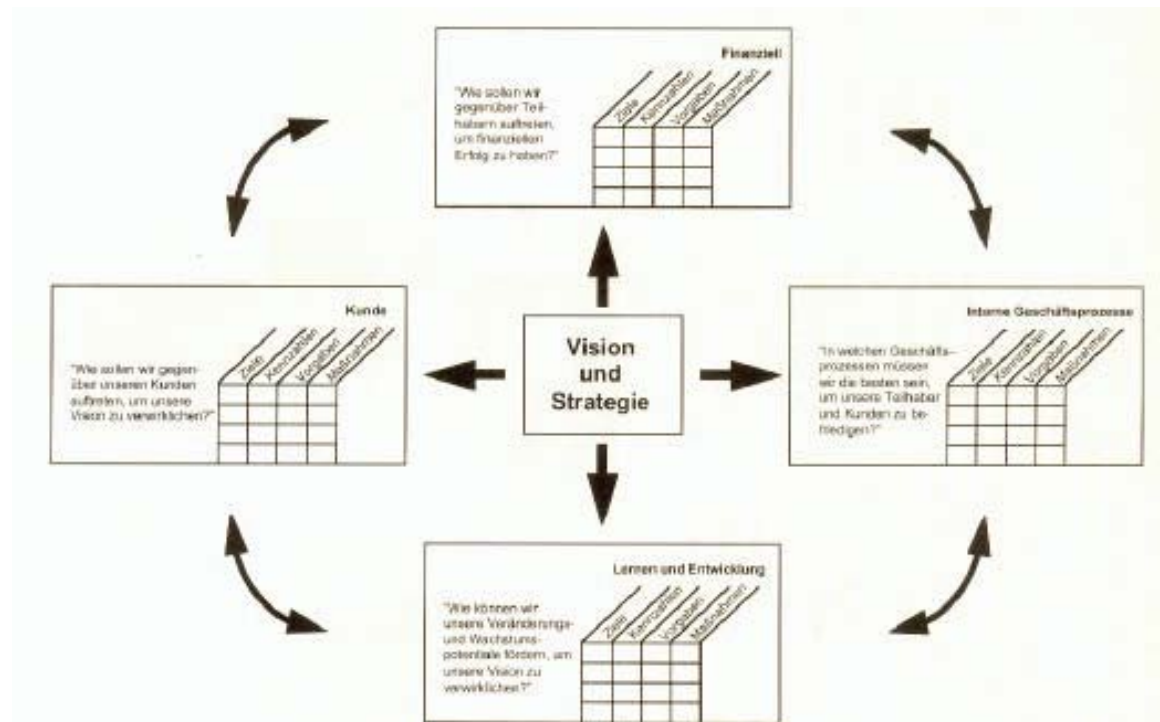 Finanziell
"Wie sollen wir
gegenüber Teil-
habern auftreten,
um finanziellen
Erfolg zu haben?"
Ziele
Kennzahlen
Vorgaben
Maßnahmen
Kunde
"Wie sollen wir gegen-
über unseren Kunden
auftreten, um unsere
Vision zu verwirklichen?"
Ziele
Kennzahlen
Vorgaben
Maßnahmen
Vision
und
Strategie
Interne Geschäftsprozesse
"In welchen Geschäfts-
prozessen müssen
wir die besten sein,
um unsere Teilhaber
und Kunden zu be-
friedigen?"
Ziele
Kennzahlen
Vorgaben
Maßnahmen
Lernen und Entwicklung
"Wie können wir
unsere Veränderungs-
und Wachstums-
potentiale fördern, um
unsere Vision zu
verwirklichen?"
Ziele
Kennzahlen
Vorgaben
Maßnahmen